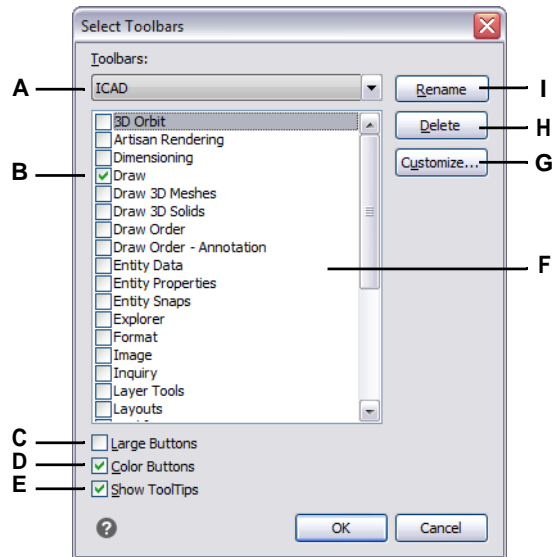 Select Toolbars
Toolbars:
A
ICAD
Rename
I
3D Orbit
Delete
H
Artisan Rendering
Dimensioning
Customize...
G
B
Draw
Draw 3D Meshes
Draw 3D Solids
Draw Order
Draw Order - Annotation
Entity Data
F
Entity Properties
Entity Snaps
Explorer
Format
Image
Inquiry
Layer Tools
Layouts
C
Large Buttons
D
Color Buttons
E
Show ToolTips
?
OK
Cancel